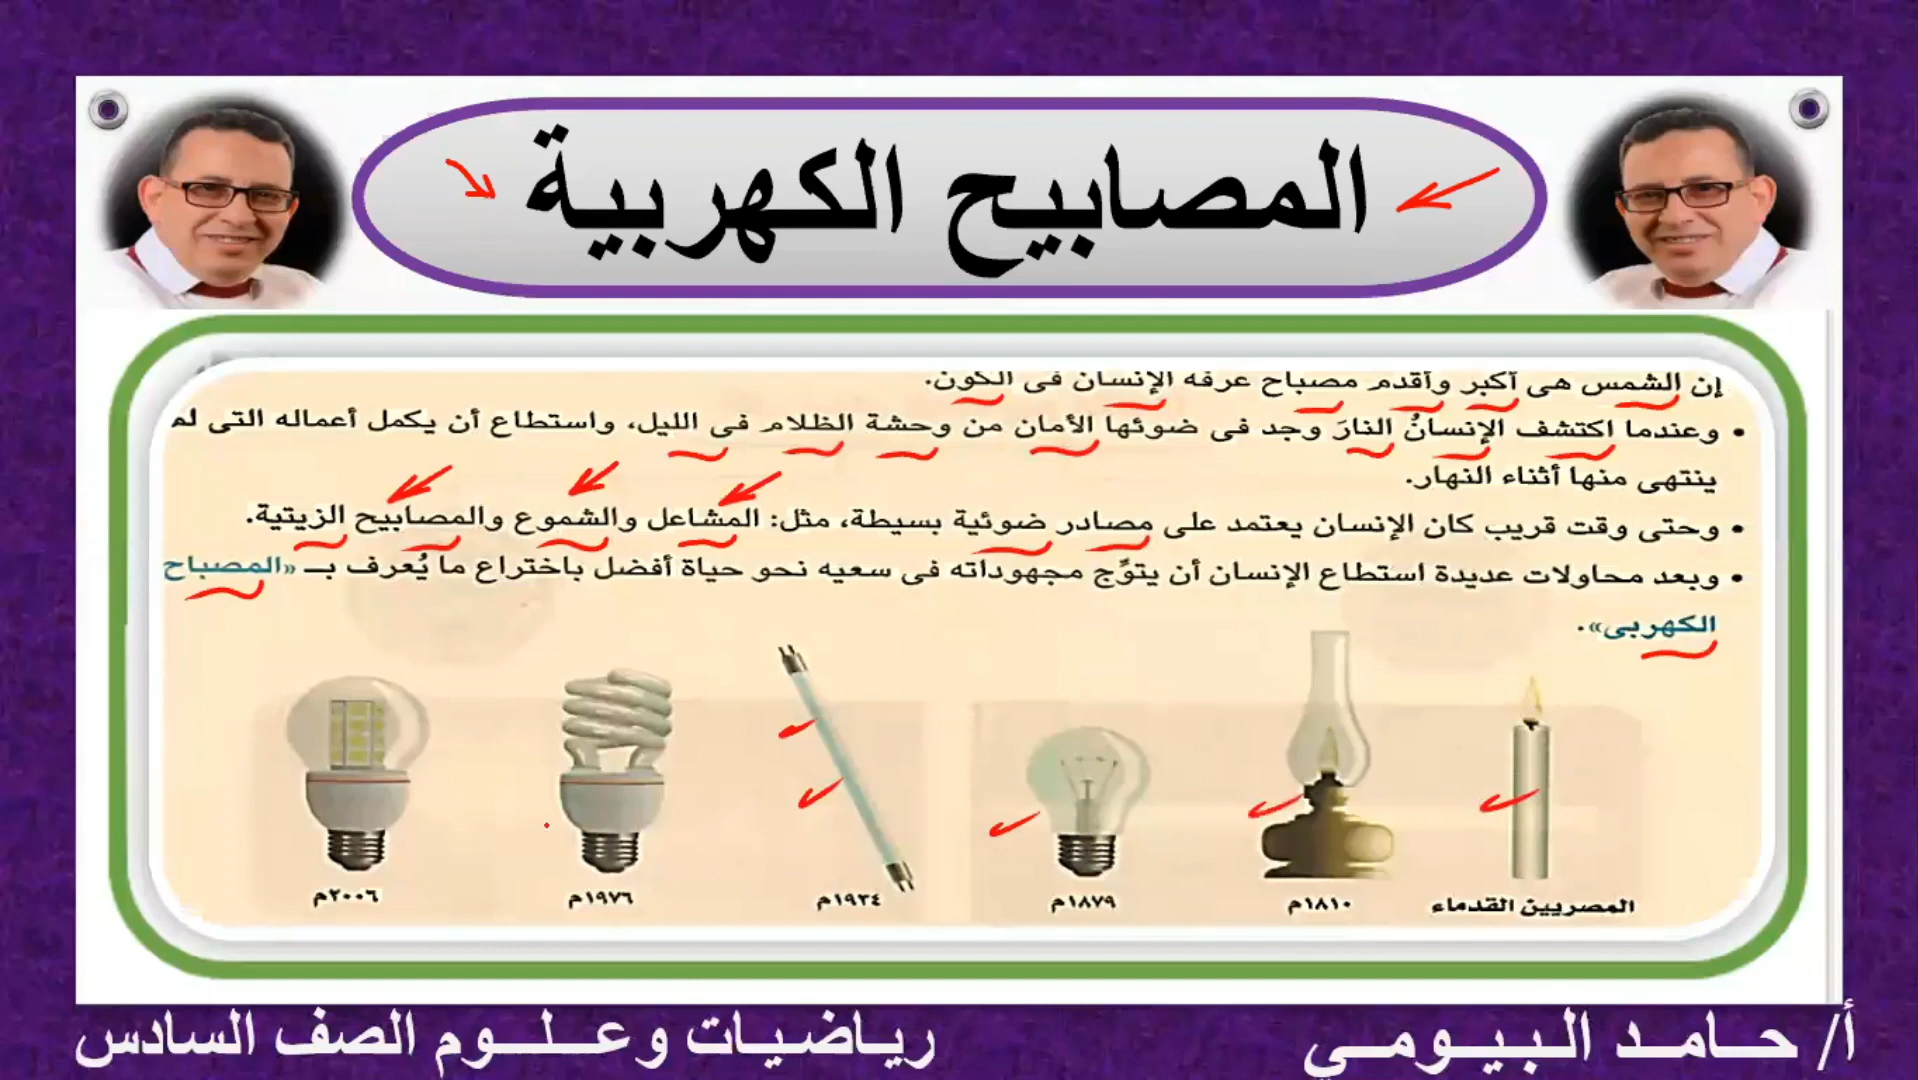 المصابيح الكهربية
إن الشمس هى أكبر وأقدم مصباح عرفه الإنسان فى الكون.
• وعندما اكتشف الإنسانُ النارَ وجد فى ضوئها الأمان من وحشة الظلام فى الليل، واستطاع أن يكمل أعماله التى لم
ينتهى منها أثناء النهار.
• وحتى وقت قريب كان الإنسان يعتمد على مصادر ضوئية بسيطة، مثل: المشاعل والشموع والمصابيح الزيتية.
• وبعد محاولات عديدة استطاع الإنسان أن يتوِّج مجهوداته فى سعيه نحو حياة أفضل باختراع ما يُعرف بـ «المصباح
الكهربى».
المصريين القدماء
١٨١٠م
١٨٧٩م
١٩٣٤م
١٩٧٦م
٢٠٠٦م
أ/ حامد البيومي
رياضيات وعلوم الصف السادس